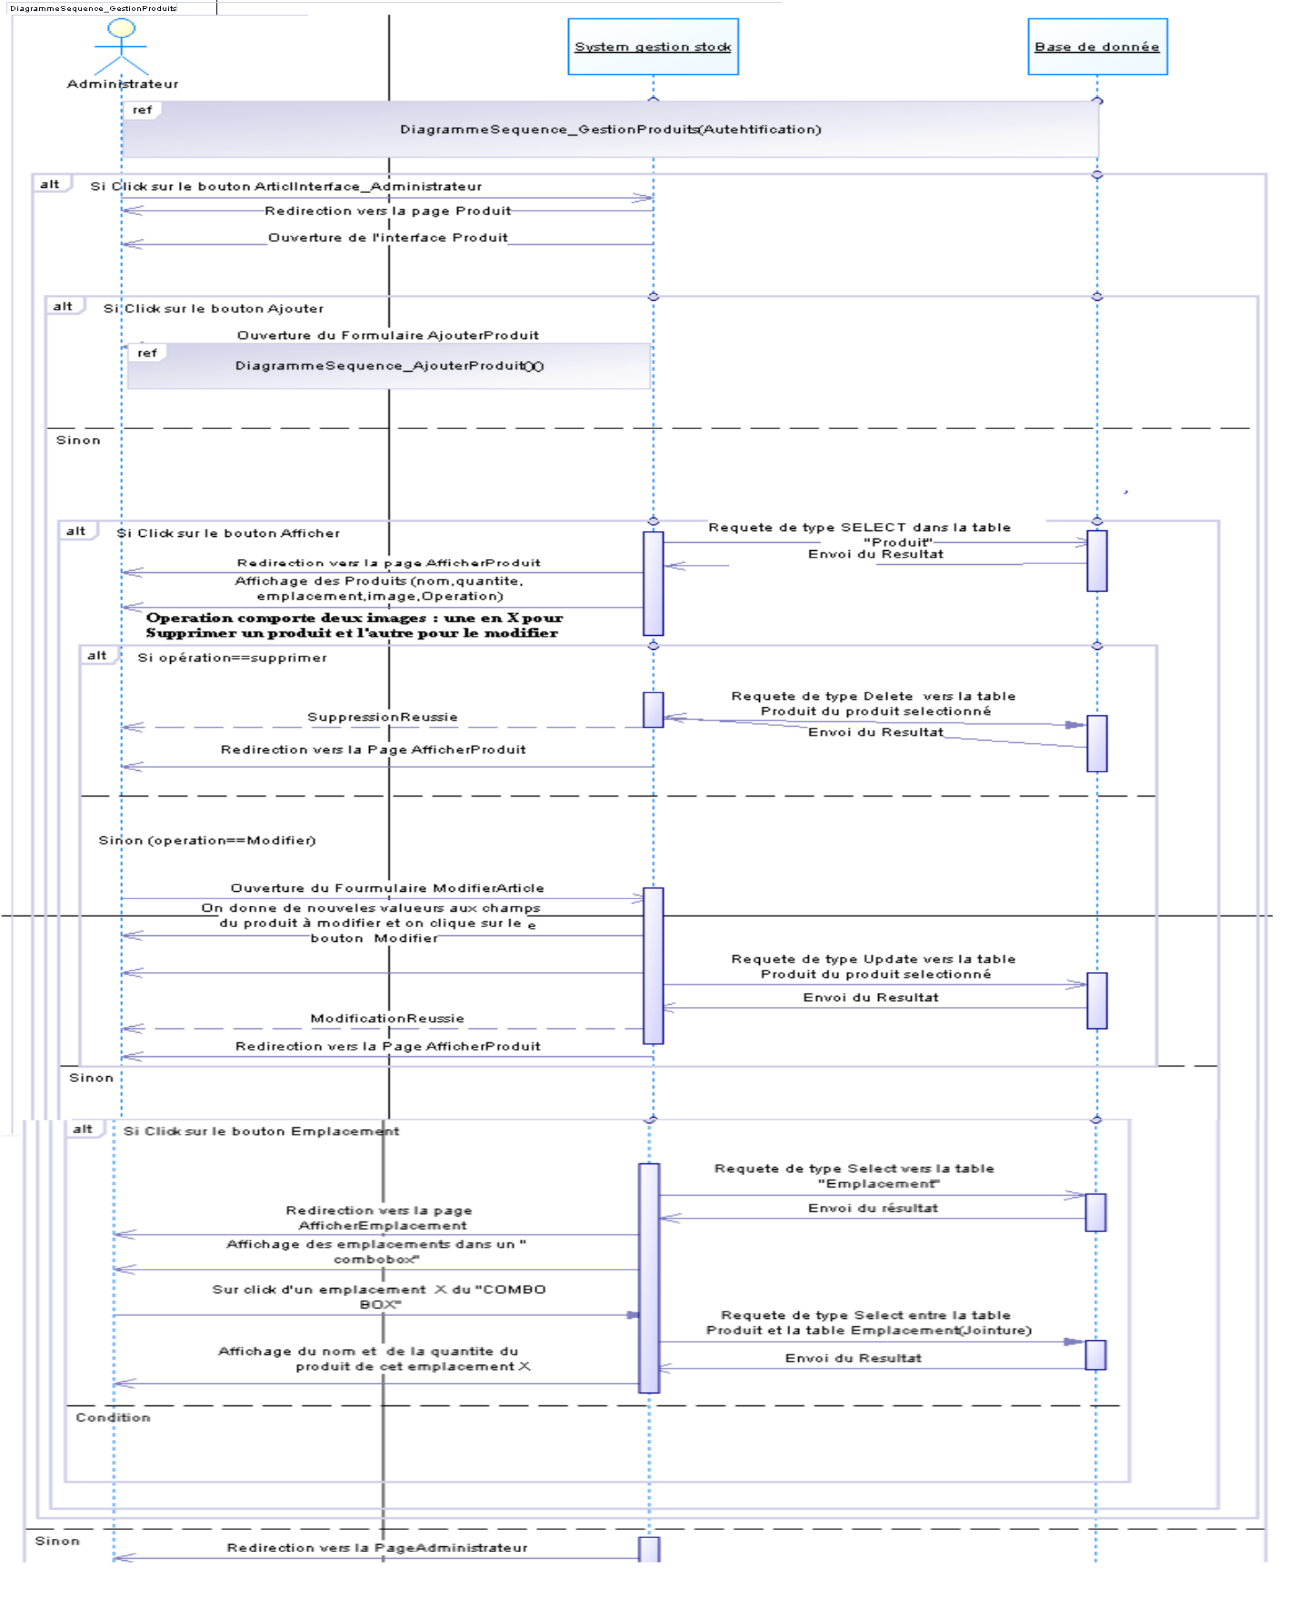 DiagrammeSequence_GestionProduits
System gestion stock
Base de donnée
Administrateur
ref
DiagrammeSequence_GestionProduits(Autehtification)
alt
Si Click sur le bouton ArticlInterface_Administrateur
Redirection vers la page Produit
Ouverture de l'interface Produit
alt
Si Click sur le bouton Ajouter
Ouverture du Formulaire AjouterProduit
ref
DiagrammeSequence_AjouterProduit()()
Sinon
alt
Si Click sur le bouton Afficher
Requete de type SELECT dans la table
"Produit"
Envoi du Resultat
Redirection vers la page AfficherProduit
Affichage des Produits (nom,quantite,
emplacement,image,Operation)
Operation comporte deux images : une en X pour
Supprimer un produit et l'autre pour le modifier
alt
Si opération==supprimer
Requete de type Delete vers la table
Produit du produit selectionné
SuppressionReussie
Envoi du Resultat
Redirection vers la Page AfficherProduit
Sinon (operation==Modifier)
Ouverture du Fourmulaire ModifierArticle
On donne de nouveles valueurs aux champs
du produit à modifier et on clique sur le e
bouton Modifier
Requete de type Update vers la table
Produit du produit selectionné
Envoi du Resultat
ModificationReussie
Redirection vers la Page AfficherProduit
Sinon
alt
Si Click sur le bouton Emplacement
Requete de type Select vers la table
"Emplacement"
Envoi du résultat
Redirection vers la page
AfficherEmplacement
Affichage des emplacements dans un "
combobox"
Sur click d'un emplacement X du "COMBO
BOX"
Requete de type Select entre la table
Produit et la table Emplacement(Jointure)
Affichage du nom et de la quantite du
produit de cet emplacement X
Envoi du Resultat
Condition
Sinon
Redirection vers la PageAdministrateur